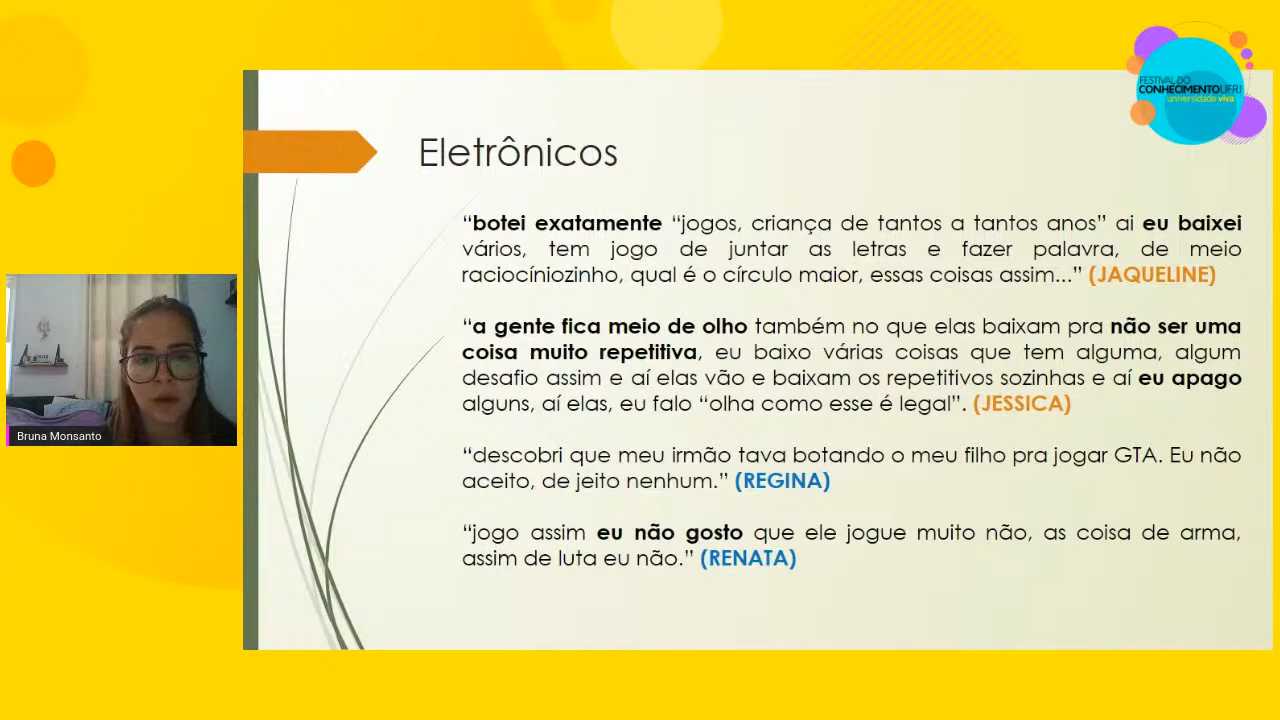 FESTIVAL DO
CONHECIMENTOUFRJ
universidade viva
Eletrônicos
“botei exatamente “jogos, criança de tantos a tantos anos” ai eu baixei
vários, tem jogo de juntar as letras e fazer palavra, de meio
raciocíniozinho, qual é o círculo maior, essas coisas assim...” (JAQUELINE)
“a gente fica meio de olho também no que elas baixam pra não ser uma
coisa muito repetitiva, eu baixo várias coisas que tem alguma, algum
desafio assim e aí elas vão e baixam os repetitivos sozinhas e aí eu apago
alguns, aí elas, eu falo “olha como esse é legal”. (JESSICA)
“descobri que meu irmão tava botando o meu filho pra jogar GTA. Eu não
aceito, de jeito nenhum.” (REGINA)
“jogo assim eu não gosto que ele jogue muito não, as coisa de arma,
assim de luta eu não.” (RENATA)
Bruna Monsanto